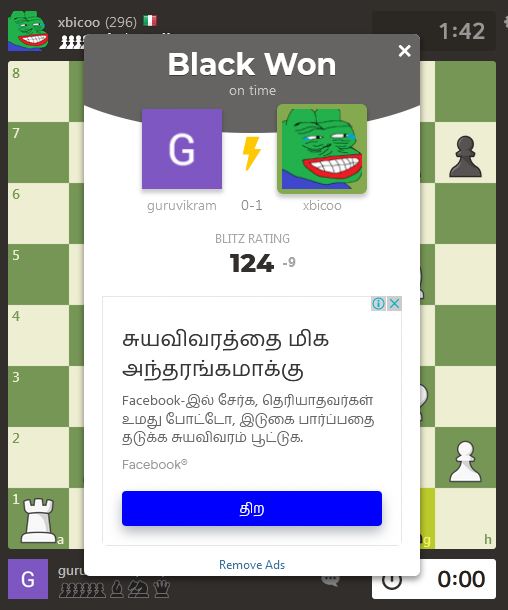 xbicoo (296)
1:42
Black Won
on time
G
guruvikram 0-1 xbicoo
BLITZ RATING
124 -9
சுயவிவரத்தை மிக
அந்தரங்கமாக்கு
Facebook-இல் சேர்க, தெரியாதவர்கள்
உமது போட்டோ, இடுகை பார்ப்பதை
தடுக்க சுயவிவரம் பூட்டுக.
Facebook®
திற
Remove Ads
8
7
6
5
4
3
2
1
a
g
h
G
guru
0:00